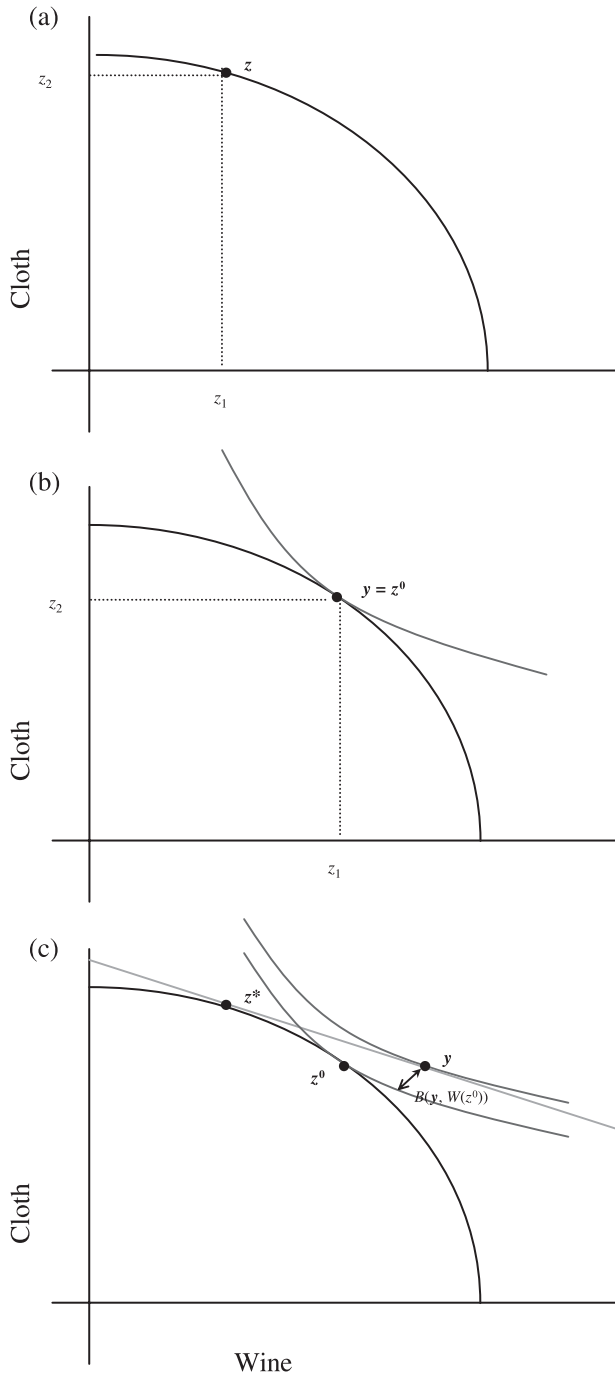 (a)
z
z₂
Cloth
z₁
(b)
y = z⁰
z₂
Cloth
z₁
(c)
z*
y
z⁰
B(y, W(z⁰))
Cloth
Wine